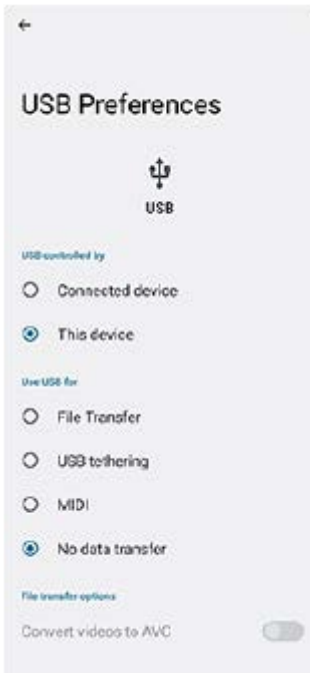 USB Preferences
USB
USB controlled by
Connected device
This device
Use USB for
File Transfer
USB tethering
MIDI
No data transfer
File transfer options
Convert videos to AVC